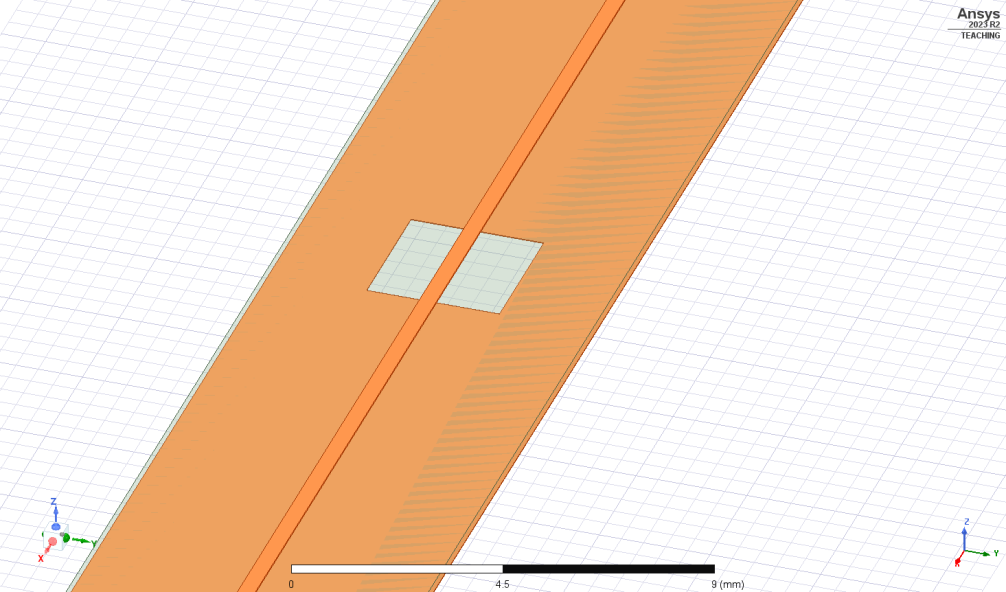 Ansys
2023 R2
TEACHING
Z
Y
X
Z
Y
0
4.5
9 (mm)